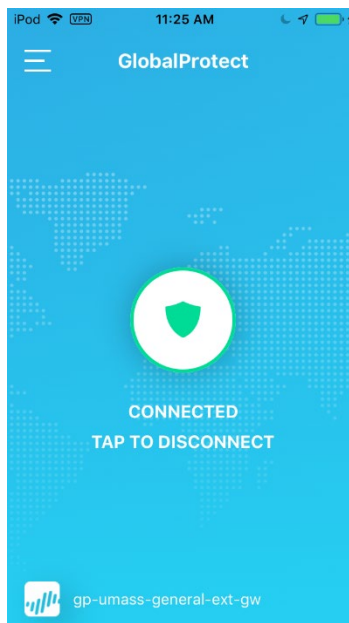 iPod VPN 11:25 AM
GlobalProtect
CONNECTED
TAP TO DISCONNECT
gp-umass-general-ext-gw